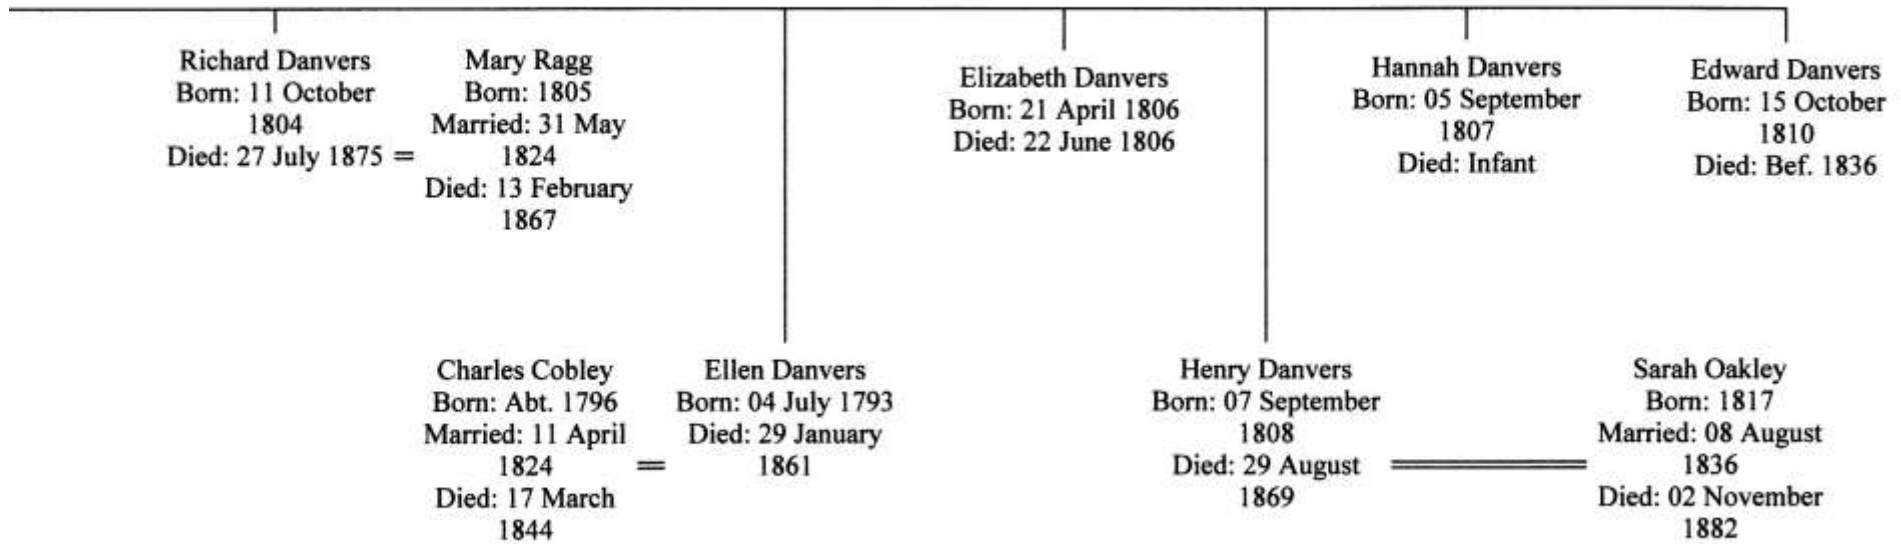 Richard Danvers
Born: 11 October
1804
Died: 27 July 1875 =
Mary Ragg
Born: 1805
Married: 31 May
1824
Died: 13 February
1867
Elizabeth Danvers
Born: 21 April 1806
Died: 22 June 1806
Hannah Danvers
Born: 05 September
1807
Died: Infant
Edward Danvers
Born: 15 October
1810
Died: Bef. 1836
Charles Cobley
Born: Abt. 1796
Married: 11 April
1824 =
Died: 17 March
1844
Ellen Danvers
Born: 04 July 1793
Died: 29 January
1861
Henry Danvers
Born: 07 September
1808
Died: 29 August
1869
Sarah Oakley
Born: 1817
Married: 08 August
1836
Died: 02 November
1882